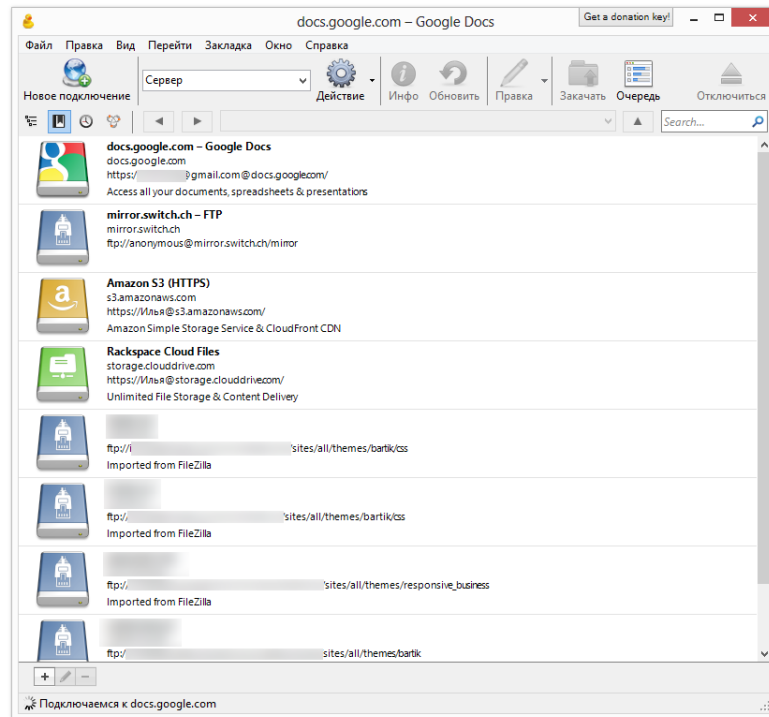 docs.google.com – Google Docs
Get a donation key!
Файл Правка Вид Перейти Закладка Окно Справка
Новое подключение
Сервер
Действие
Инфо
Обновить
Правка
Закачать
Очередь
Отключиться
Search...
docs.google.com – Google Docs
docs.google.com
https:/ @gmail.com@docs.google.com/
Access all your documents, spreadsheets & presentations
mirror.switch.ch – FTP
mirror.switch.ch
ftp://anonymous@mirror.switch.ch/mirror
Amazon S3 (HTTPS)
s3.amazonaws.com
https://Илья@s3.amazonaws.com/
Amazon Simple Storage Service & CloudFront CDN
Rackspace Cloud Files
storage.clouddrive.com
https://Илья@storage.clouddrive.com/
Unlimited File Storage & Content Delivery
ftp://i /sites/all/themes/bartik/css
Imported from FileZilla
ftp:/ /sites/all/themes/bartik/css
Imported from FileZilla
ftp:/ /sites/all/themes/responsive_business
Imported from FileZilla
ftp:/ sites/all/themes/bartik
Подключаемся к docs.google.com